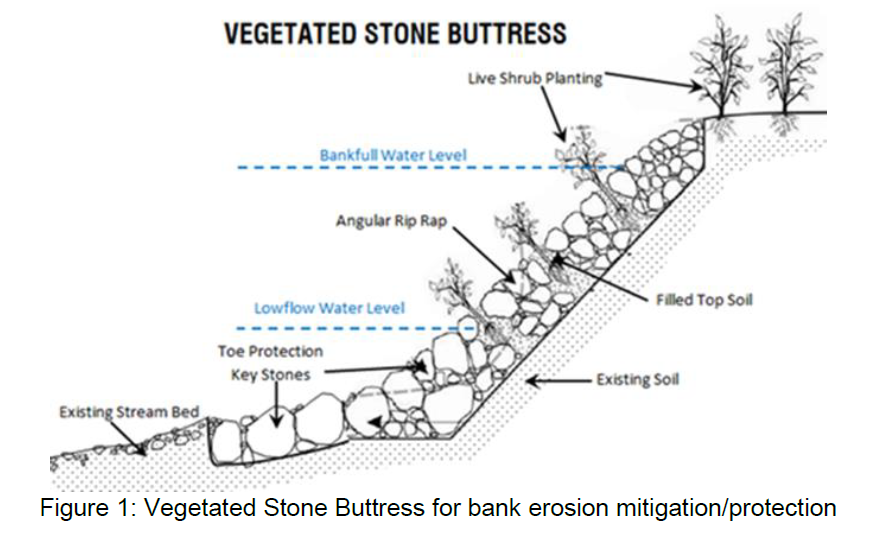 VEGETATED STONE BUTTRESS
Live Shrub Planting
Bankfull Water Level
Angular Rip Rap
Filled Top Soil
Lowflow Water Level
Toe Protection
Key Stones
Existing Soil
Existing Stream Bed
Figure 1: Vegetated Stone Buttress for bank erosion mitigation/protection